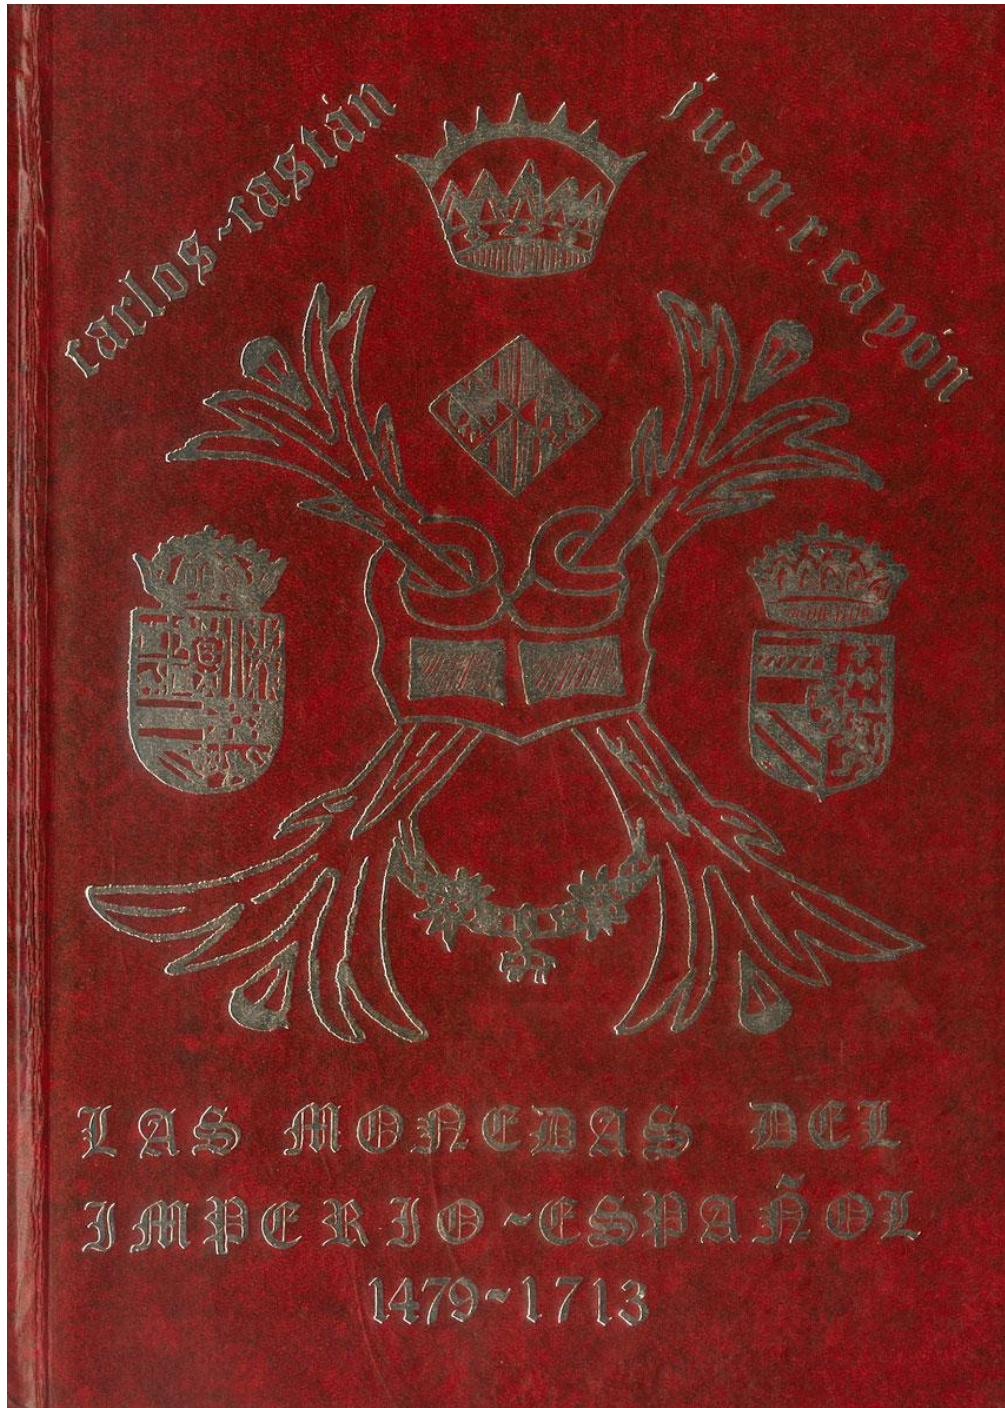 carlos-castán
juan.r.cayón
LAS MONEDAS DEL
IMPERIO-ESPAÑOL
1479-1713